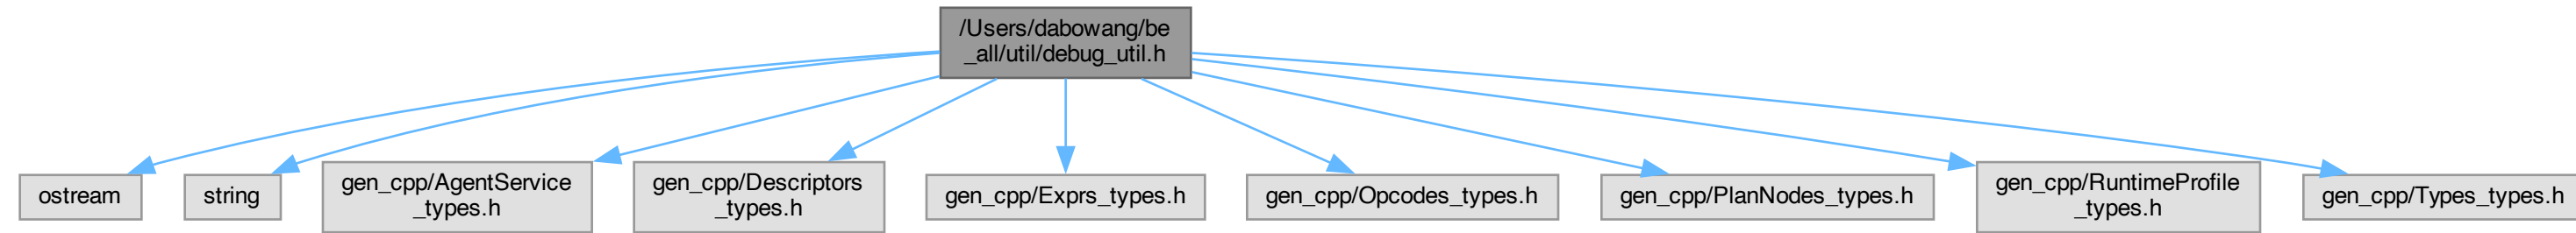 /Users/dabowang/be
_all/util/debug_util.h
ostream
string
gen_cpp/AgentService
_types.h
gen_cpp/Descriptors
_types.h
gen_cpp/Exprs_types.h
gen_cpp/Opcodes_types.h
gen_cpp/PlanNodes_types.h
gen_cpp/RuntimeProfile
_types.h
gen_cpp/Types_types.h